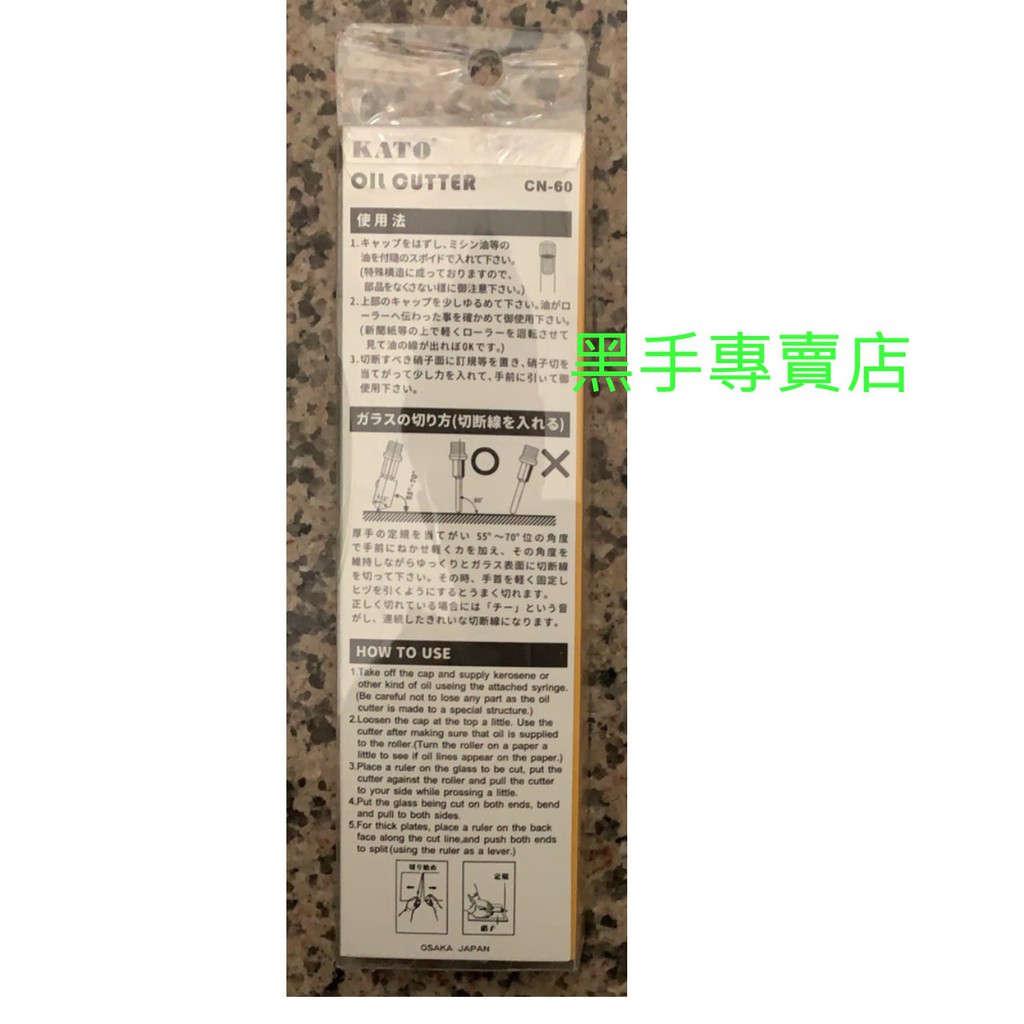 KATO®
OIL CUTTER CN-60
使用法
1.キャップをはずし、ミシン油等の
油を付随のスポイドで入れて下さい。
(特殊構造に成っておりますので、
部品をなくさない様に御注意下さい。)
2.上部のキャップを少しゆるめて下さい。油がロ
ーラーへ伝わった事を確かめて御使用下さい。
(新聞紙等の上で軽くローラーを廻転させて
見て油の線が出ればOKです。)
3.切断すべき硝子面に訂規等を置き、硝子切を
当てがって少し力を入れて、手前に引いて御
使用下さい。
黑手專賣店
ガラスの切り方(切断線を入れる)
55°-70°
90°
厚手の定規を当てがい 55°～70°位の角度
で手前にねかせ軽く力を加え、その角度を
維持しながらゆっくりとガラス表面に切断線
を切って下さい。その時、手首を軽く固定し
ヒヅを引くようにするとうまく切れます。
正しく切れている場合には「チー」という音
がし、連続したきれいな切断線になります。
HOW TO USE
1.Take off the cap and supply kerosene or
other kind of oil useing the attached syringe.
(Be careful not to lose any part as the oil
cutter is made to a special structure.)
2.Loosen the cap at the top a little. Use the
cutter after making sure that oil is supplied
to the roller.(Turn the roller on a paper a
little to see if oil lines appear on the paper.)
3.Place a ruler on the glass to be cut, put the
cutter against the roller and pull the cutter
to your side while prossing a little.
4.Put the glass being cut on both ends, bend
and pull to both sides.
5.For thick plates, place a ruler on the back
face along the cut line,and push both ends
to split(using the ruler as a lever.)
切り始め
定規
硝子
OSAKA JAPAN